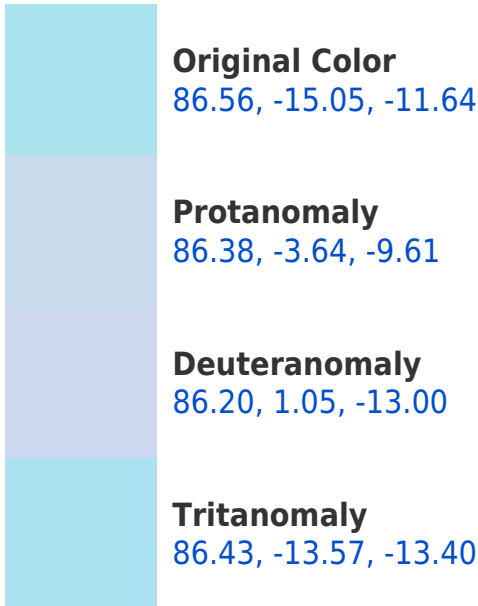 Original Color
86.56, -15.05, -11.64
Protanomaly
86.38, -3.64, -9.61
Deuteranomaly
86.20, 1.05, -13.00
Tritanomaly
86.43, -13.57, -13.40